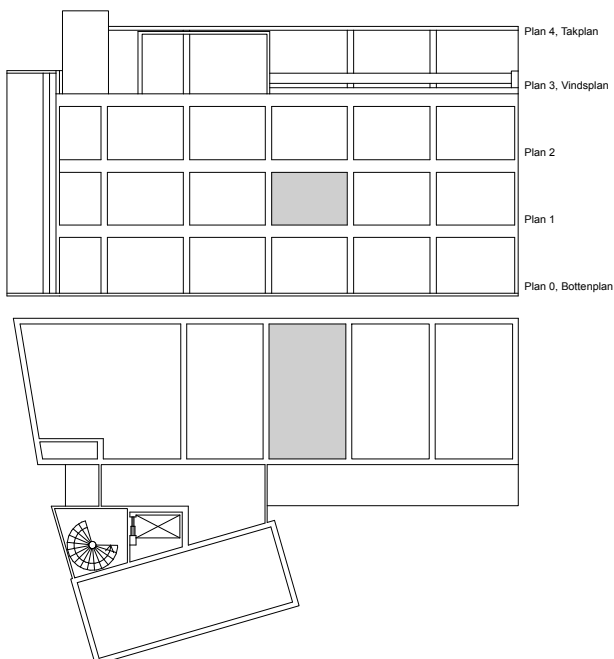 Plan 4, Takplan
Plan 3, Vindsplan
Plan 2
Plan 1
Plan 0, Bottenplan